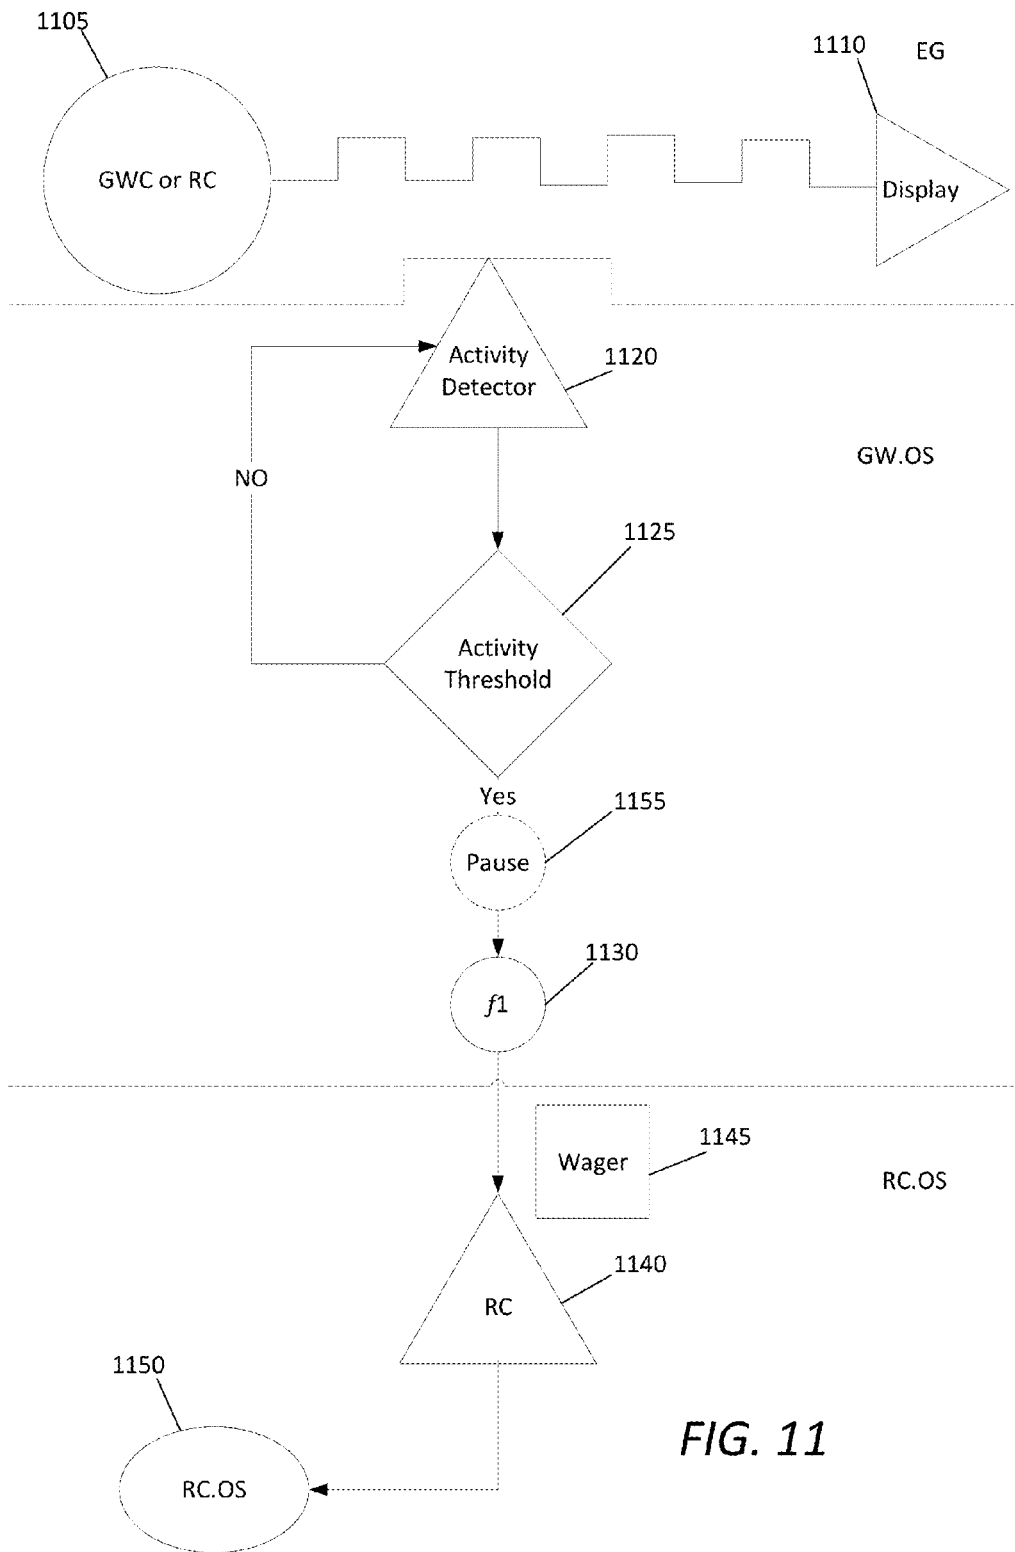 1105
1110
EG
GWC or RC
Display
Activity
Detector
1120
GW.OS
NO
1125
Activity
Threshold
Yes
1155
Pause
1130
f1
Wager
1145
RC.OS
1140
RC
1150
RC.OS
FIG. 11